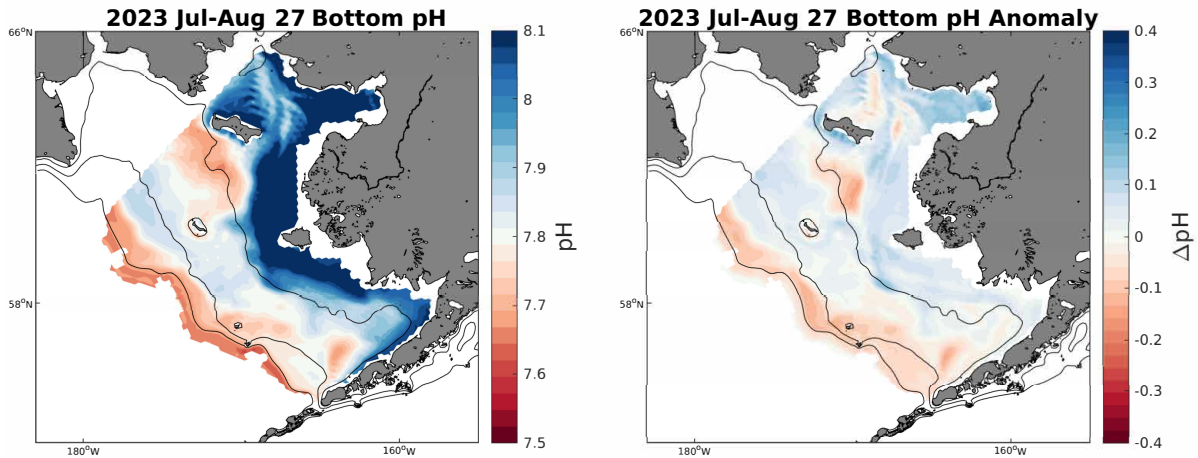 2023 Jul-Aug 27 Bottom pH
66°N
58°N
180°W
160°W
8.1
8
7.9
7.8
7.7
7.6
7.5
pH
2023 Jul-Aug 27 Bottom pH Anomaly
66°N
58°N
180°W
160°W
0.4
0.3
0.2
0.1
0
-0.1
-0.2
-0.3
-0.4
ΔpH